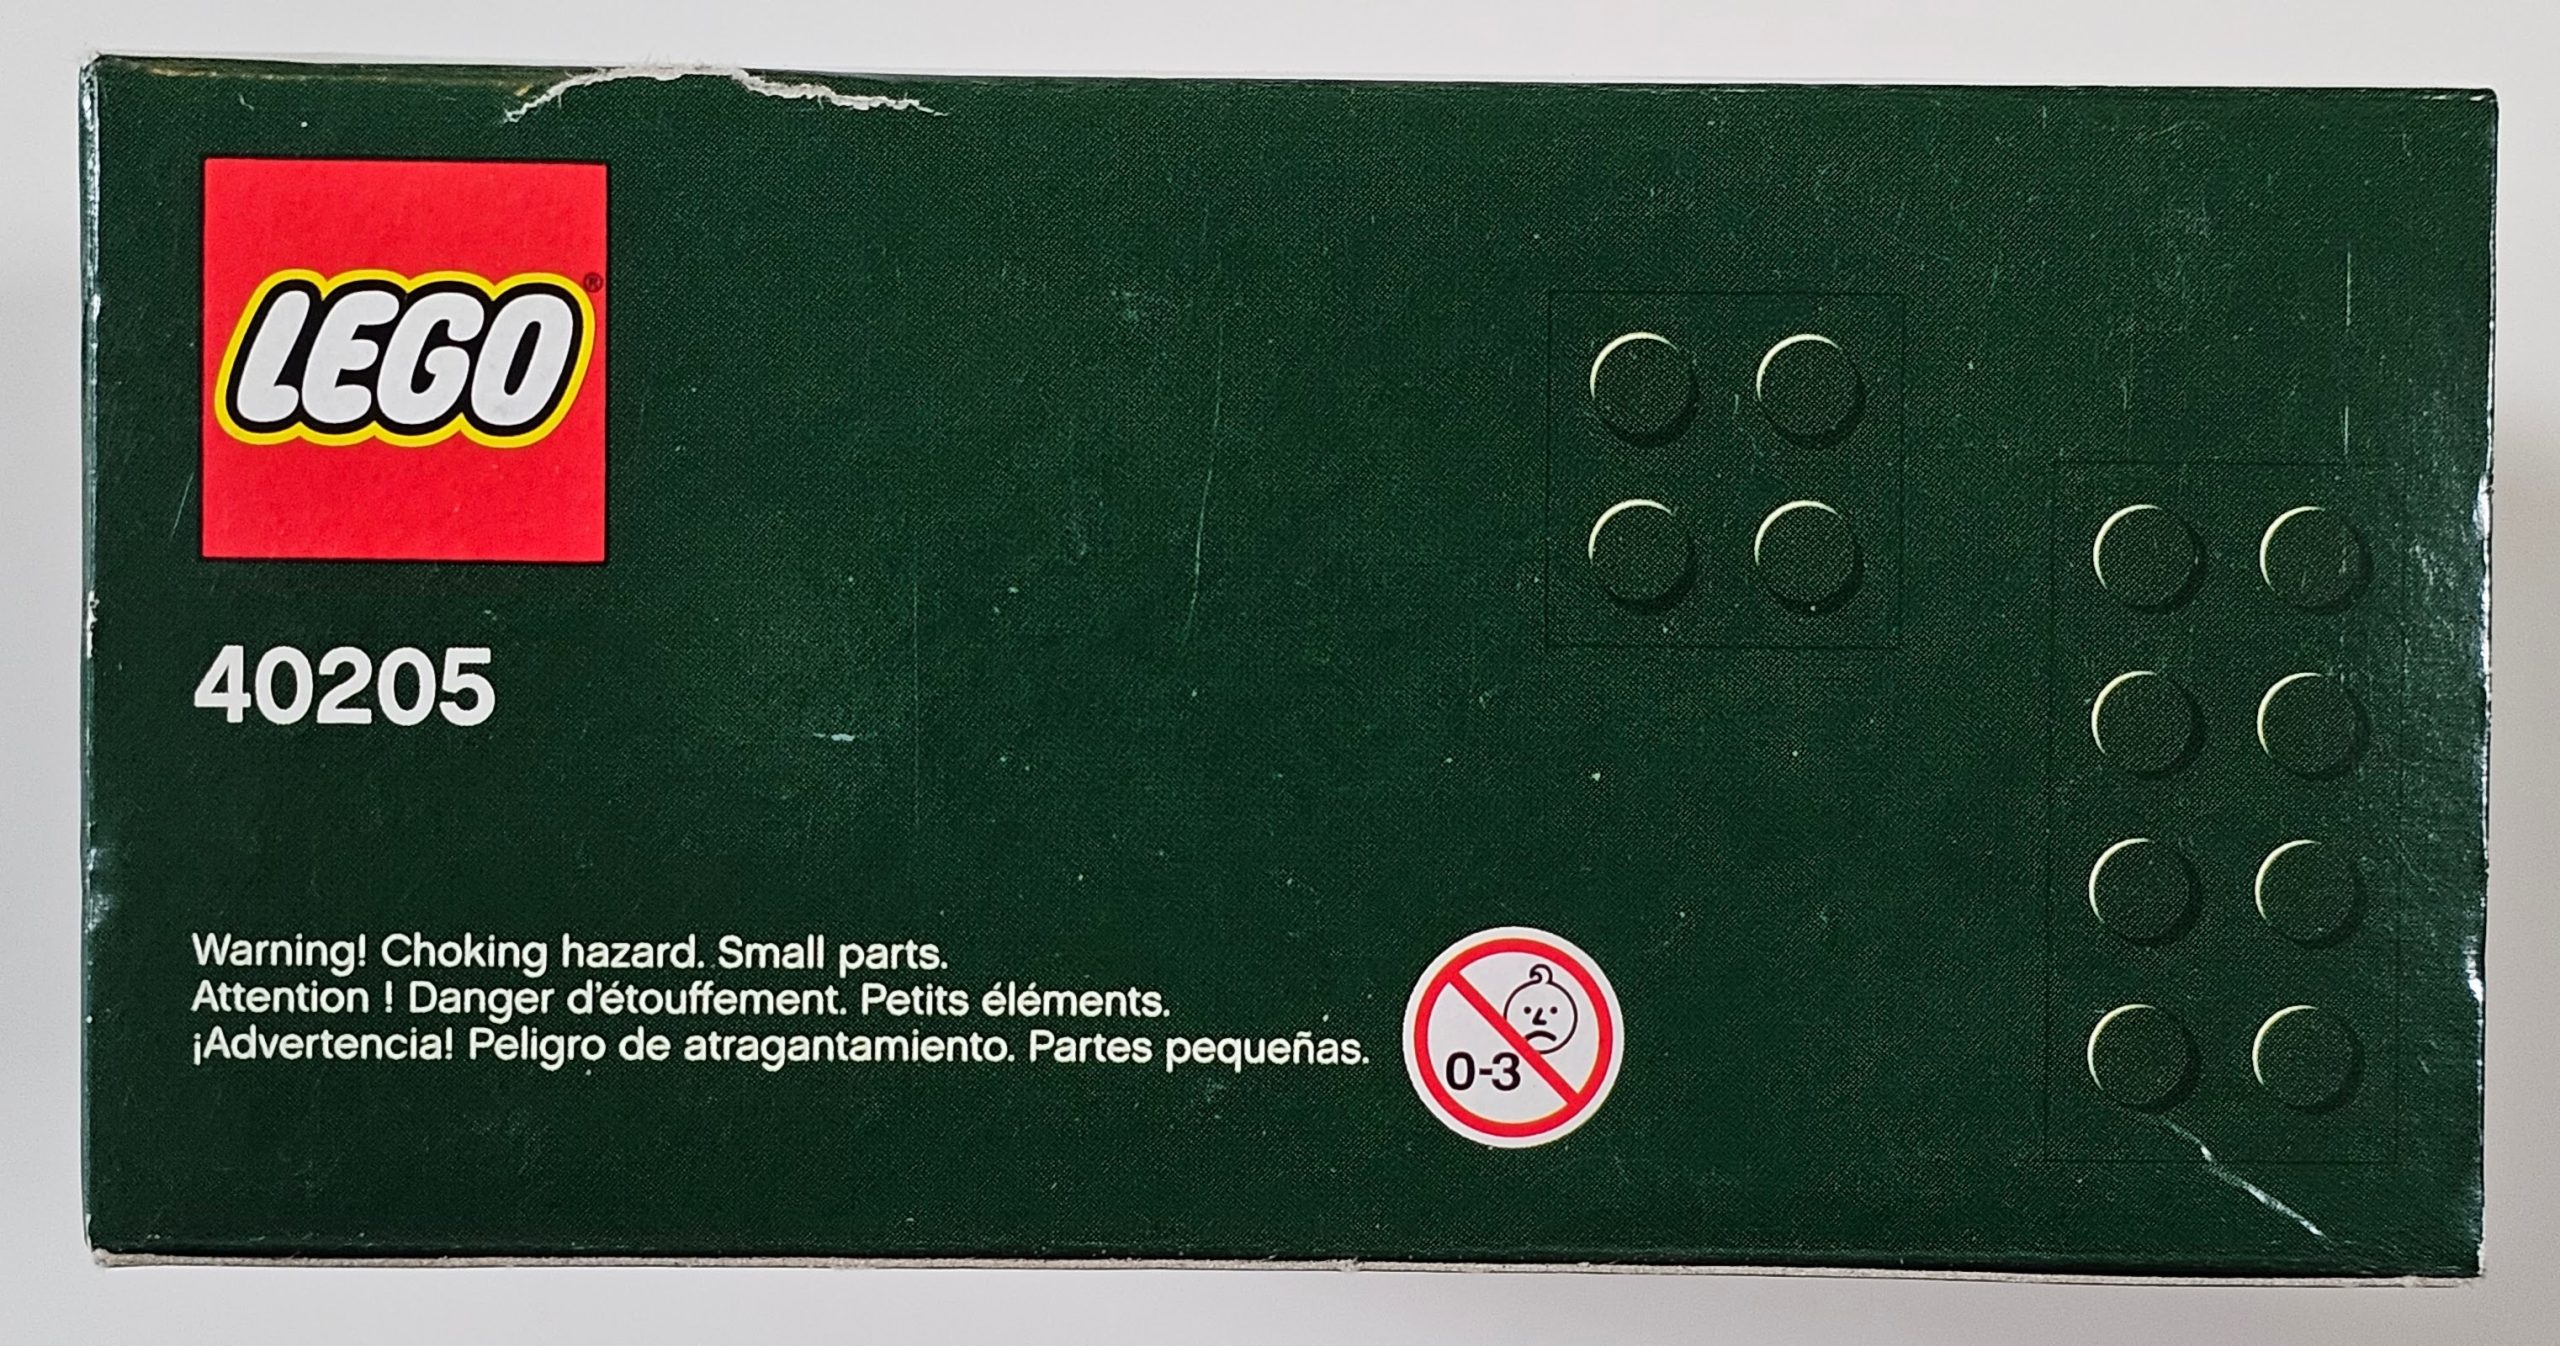 LEGO®
40205
Warning! Choking hazard. Small parts.
Attention ! Danger d'étouffement. Petits éléments.
¡Advertencia! Peligro de atragantamiento. Partes pequeñas.
0-3